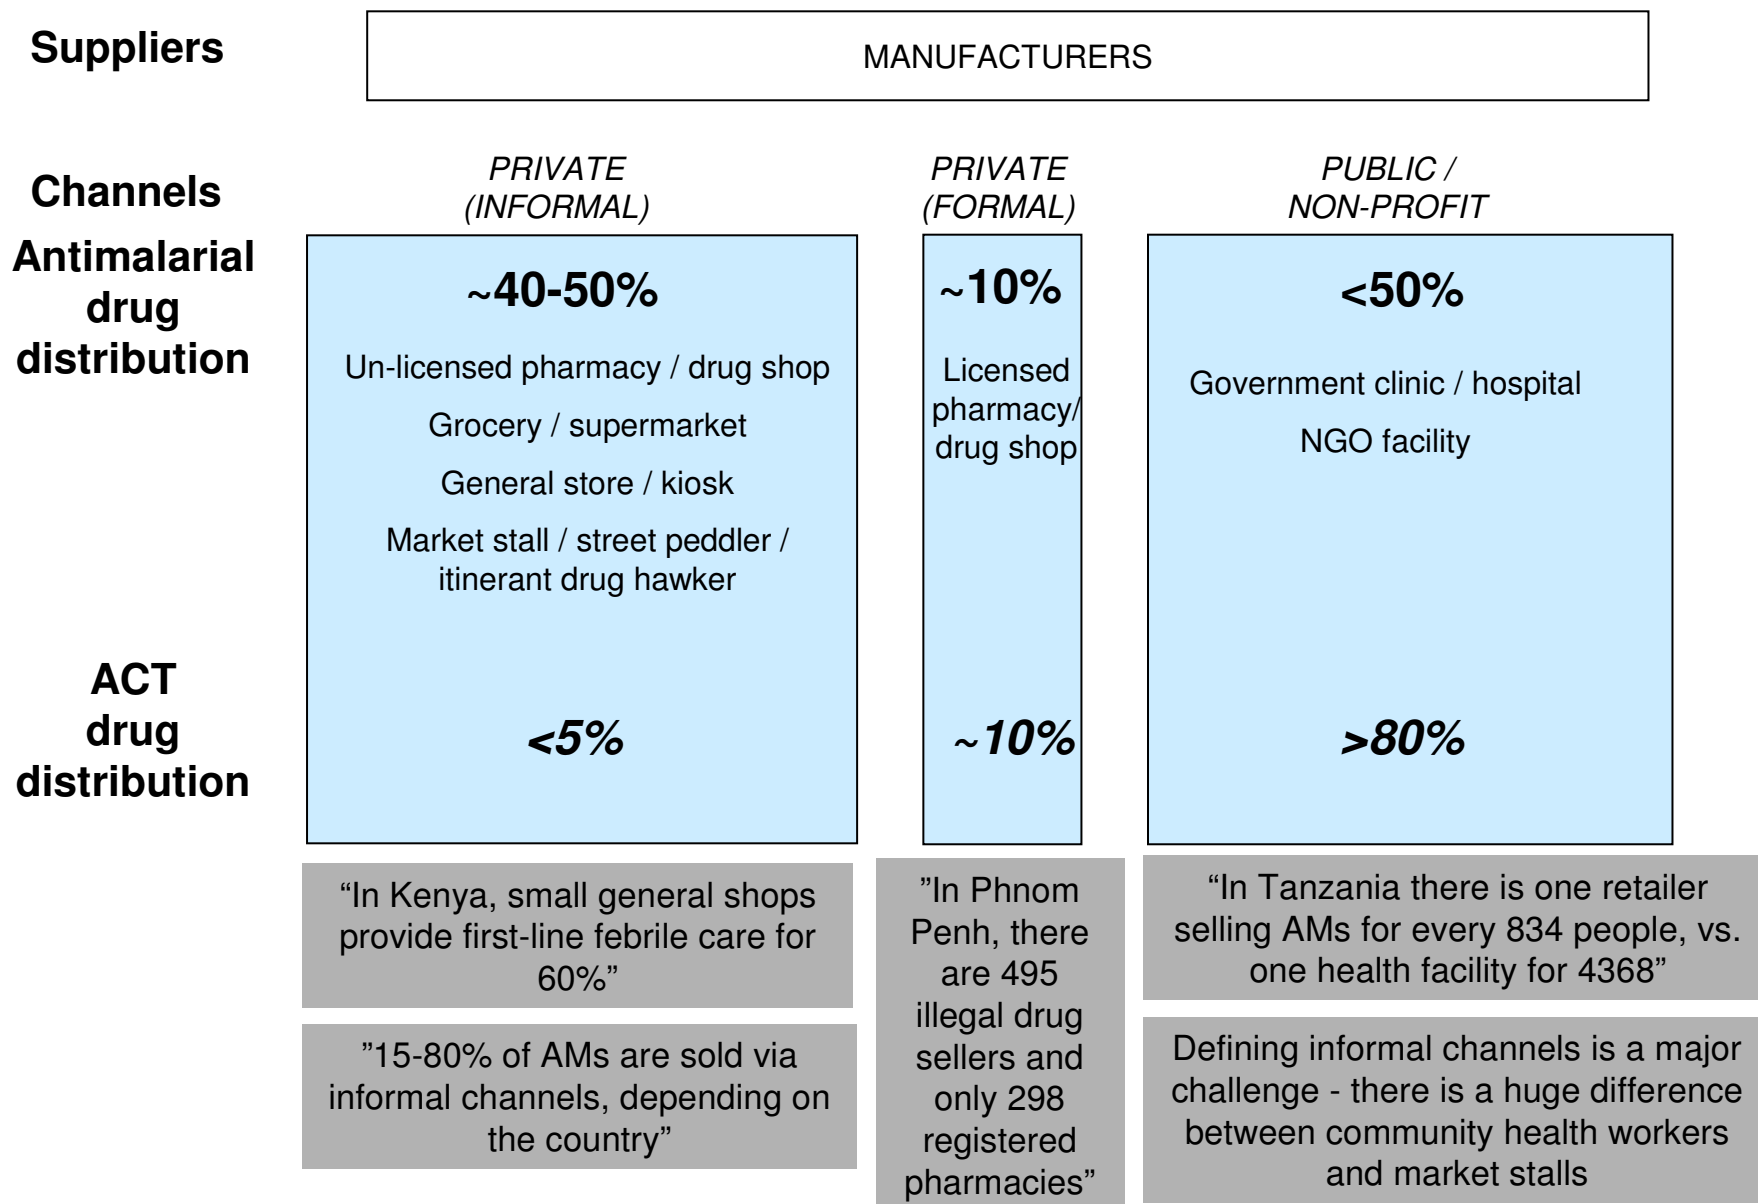 Suppliers
MANUFACTURERS
Channels
PRIVATE
(INFORMAL)
PRIVATE
(FORMAL)
PUBLIC /
NON-PROFIT
Antimalarial
drug
distribution
~40-50%
Un-licensed pharmacy / drug shop
Grocery / supermarket
General store / kiosk
Market stall / street peddler /
itinerant drug hawker
~10%
Licensed
pharmacy/
drug shop
<50%
Government clinic / hospital
NGO facility
ACT
drug
distribution
<5%
~10%
>80%
“In Kenya, small general shops
provide first-line febrile care for
60%”
”15-80% of AMs are sold via
informal channels, depending on
the country”
”In Phnom
Penh, there
are 495
illegal drug
sellers and
only 298
registered
pharmacies”
“In Tanzania there is one retailer
selling AMs for every 834 people, vs.
one health facility for 4368”
Defining informal channels is a major
challenge - there is a huge difference
between community health workers
and market stalls